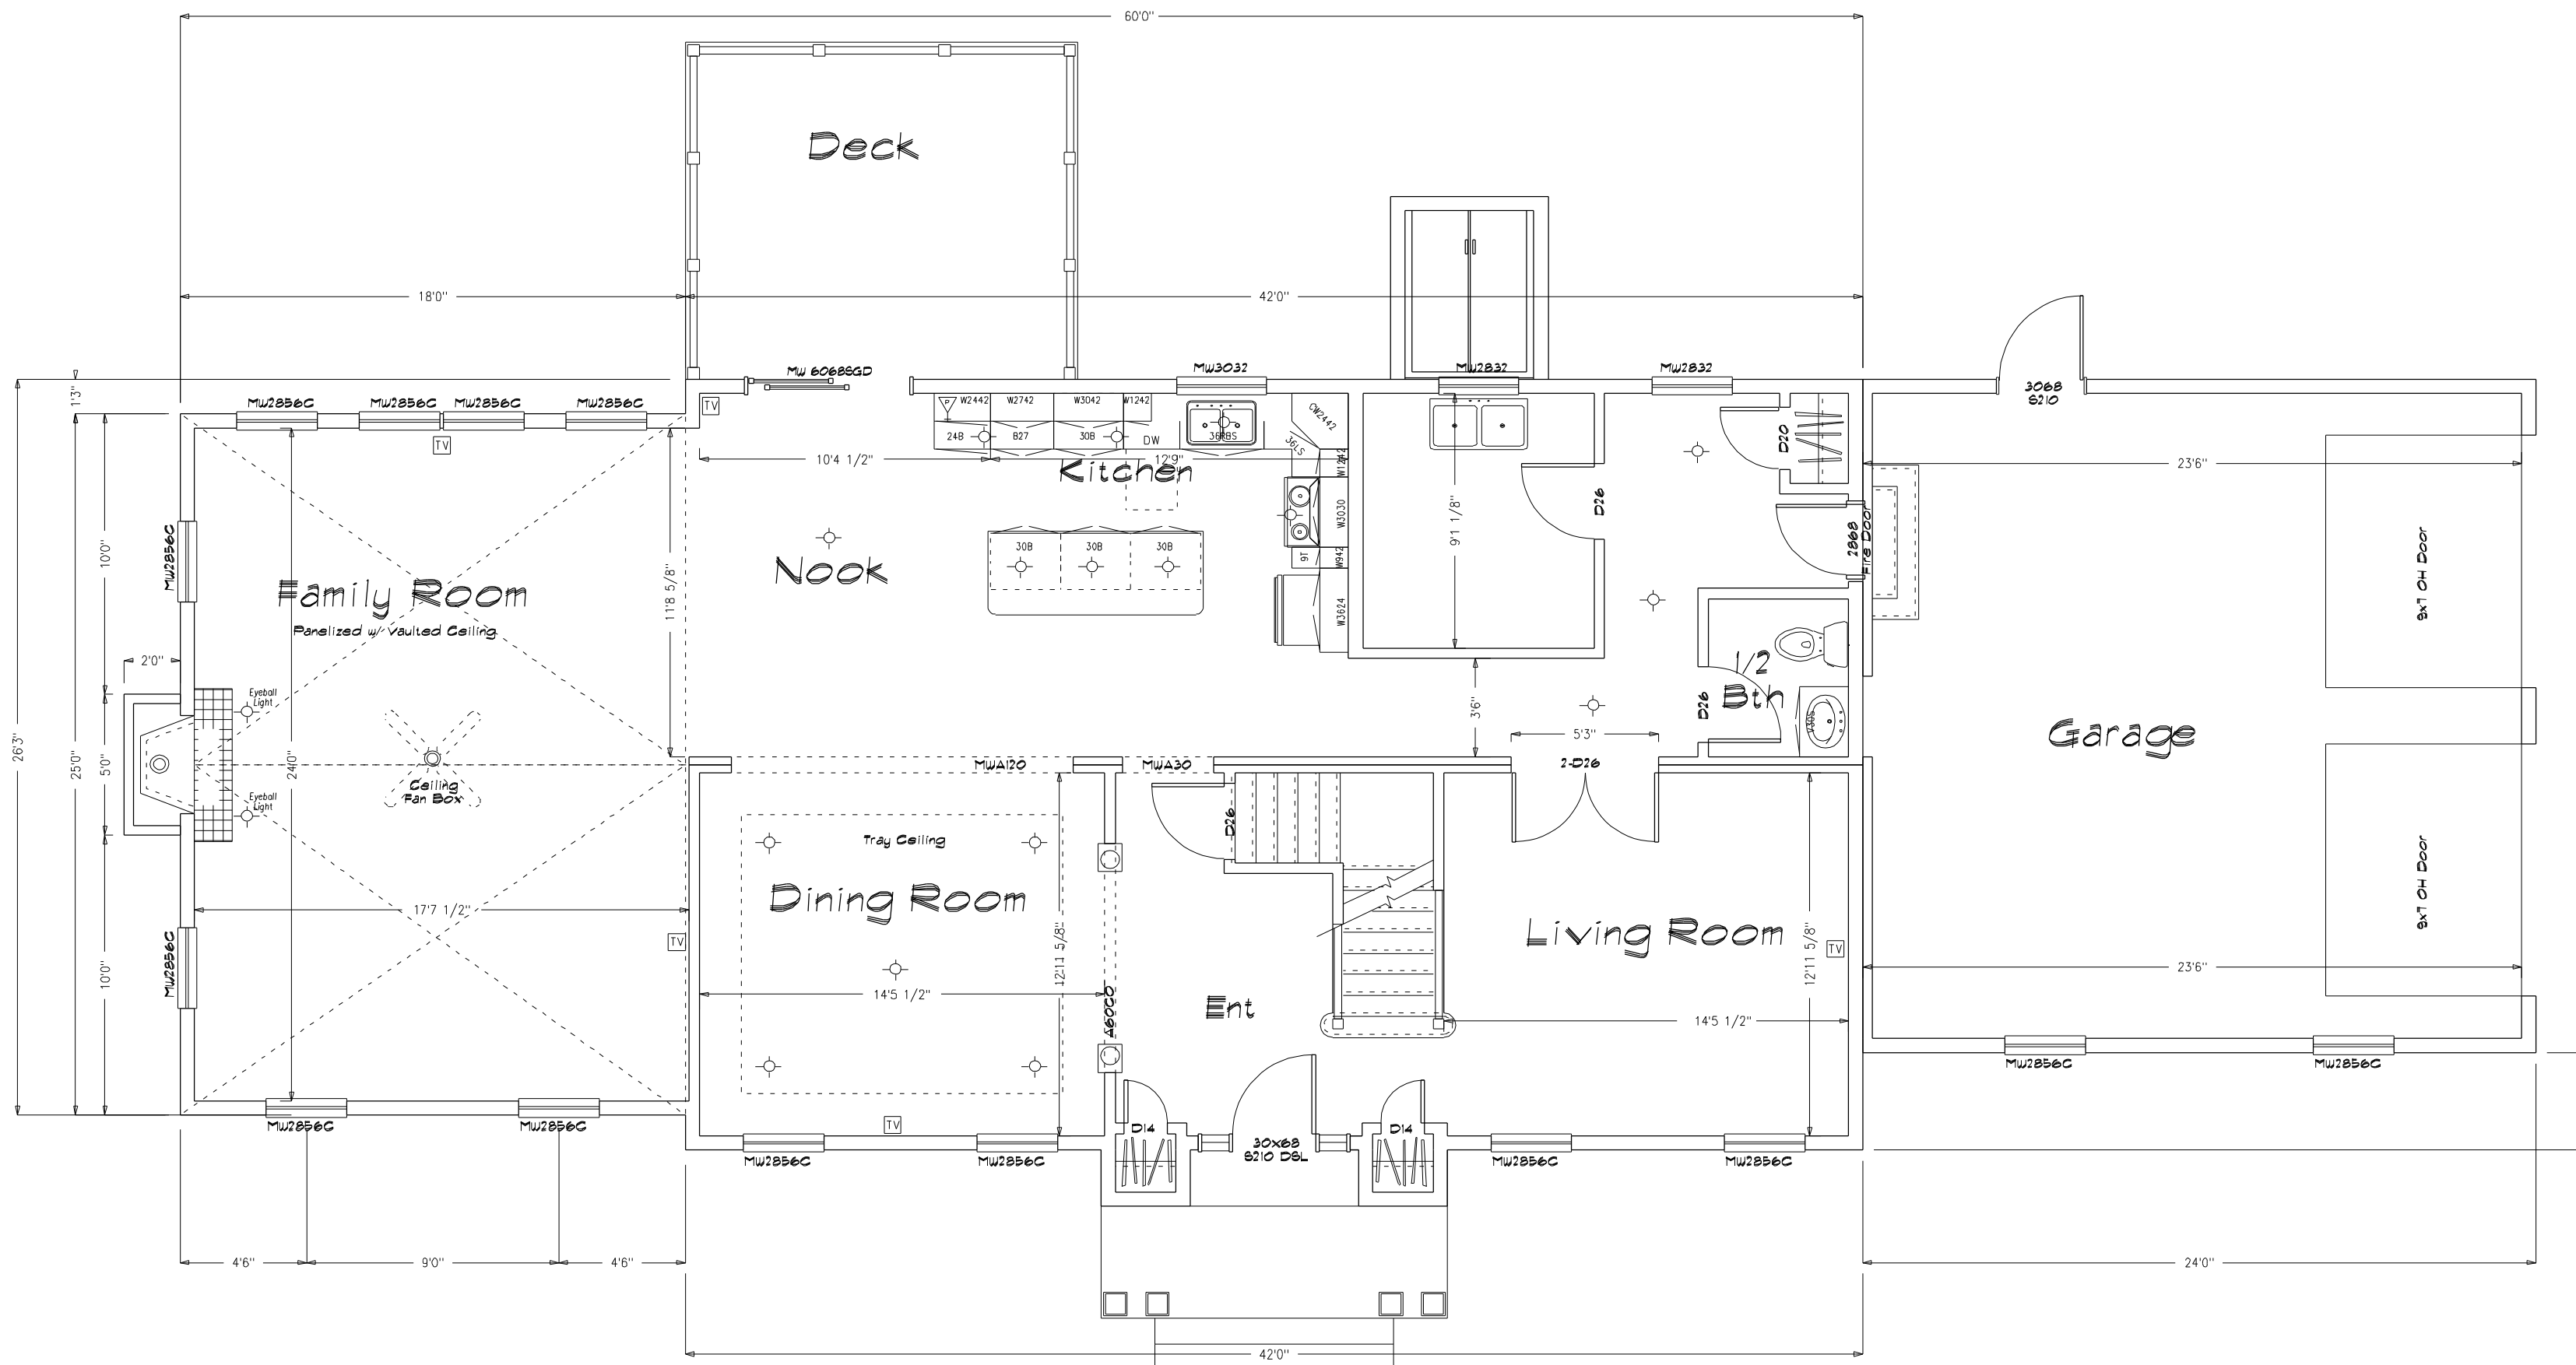 60'0"
Deck
18'0"
42'0"
MW 6068SGD
MW3032
MW2832
MW2832
3068
S210
1'3"
MW2856C
MW2856C
MW2856C
MW2856C
TV
TV
P
W2442
W2742
W3042
W1242
CW2442
24B
B27
30B
DW
36RBS
36LS
D20
10'4 1/2"
12'9"
Kitchen
W1242
23'6"
W3030
9'1 1/8"
D26
2868
Fire Door
10'0"
MW2856C
30B
30B
30B
9T
W942
Nook
Family Room
Panelized w/ Vaulted Ceiling
11'8 5/8"
W3624
9x7 OH Door
2'0"
1/2
Bth
D26
V30S
3'6"
Eyeball
Light
26'3"
25'0"
5'0"
24'0"
5'3"
Garage
MWA120
MWA30
2-D26
Ceiling
Fan Box
Eyeball
Light
D26
Tray Ceiling
Dining Room
9x7 OH Door
17'7 1/2"
TV
12'11 5/8"
Living Room
12'11 5/8"
TV
MW2856C
10'0"
14'5 1/2"
A60CO
Ent
14'5 1/2"
23'6"
MW2856C
MW2856C
MW2856C
MW2856C
TV
D14
30x68
S210 DSL
D14
MW2856C
MW2856C
MW2856C
MW2856C
4'6"
9'0"
4'6"
24'0"
42'0"